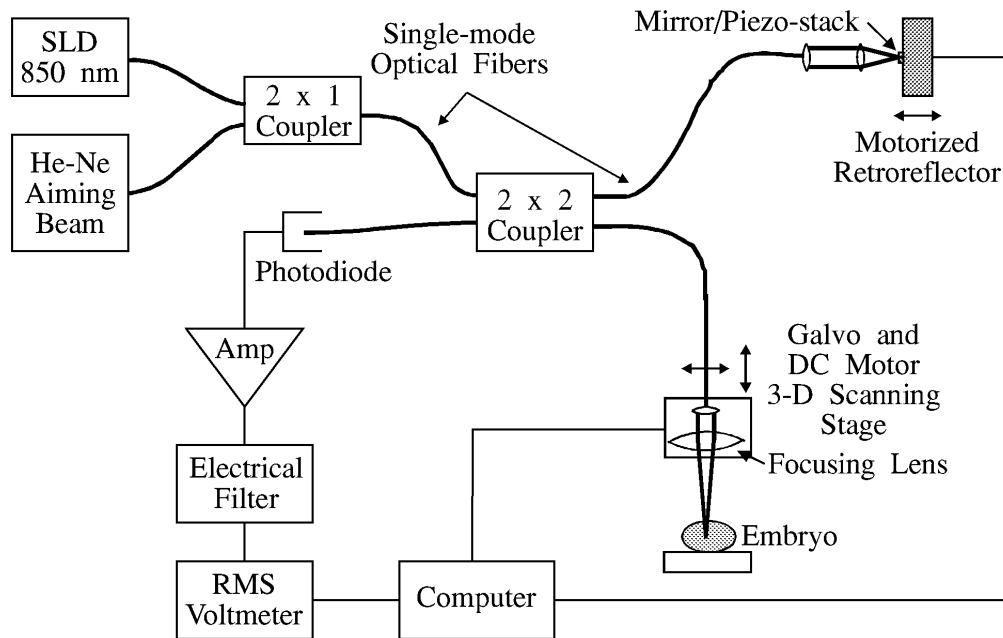 SLD
850 nm
He-Ne
Aiming
Beam
2 x 1
Coupler
Single-mode
Optical Fibers
2 x 2
Coupler
Mirror/Piezo-stack
Motorized
Retroreflector
Photodiode
Amp
Electrical
Filter
RMS
Voltmeter
Computer
Galvo and
DC Motor
3-D Scanning
Stage
Focusing Lens
Embryo